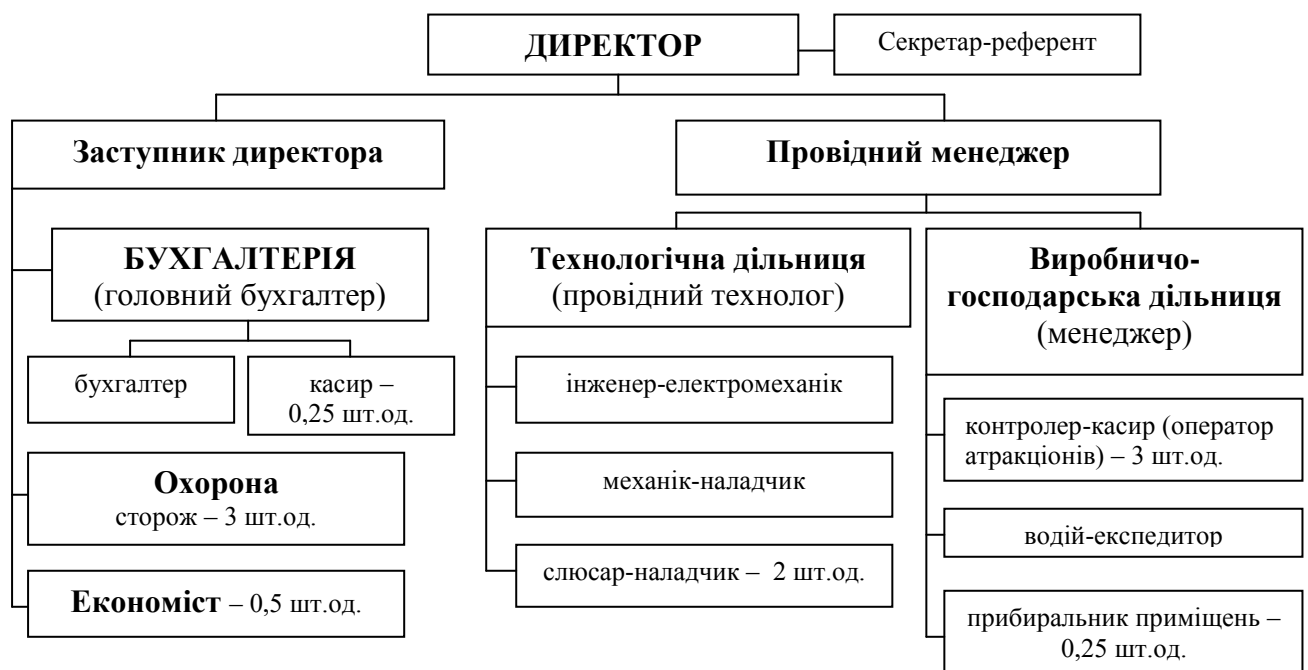 ДИРЕКТОР
Секретар-референт
Заступник директора
Провідний менеджер
БУХГАЛТЕРІЯ
(головний бухгалтер)
бухгалтер
касир –
0,25 шт.од.
Охорона
сторож – 3 шт.од.
Економіст – 0,5 шт.од.
Технологічна дільниця
(провідний технолог)
інженер-електромеханік
механік-наладчик
слюсар-наладчик – 2 шт.од.
Виробничо-
господарська дільниця
(менеджер)
контролер-касир (оператор
атракціонів) – 3 шт.од.
водій-експедитор
прибиральник приміщень –
0,25 шт.од.